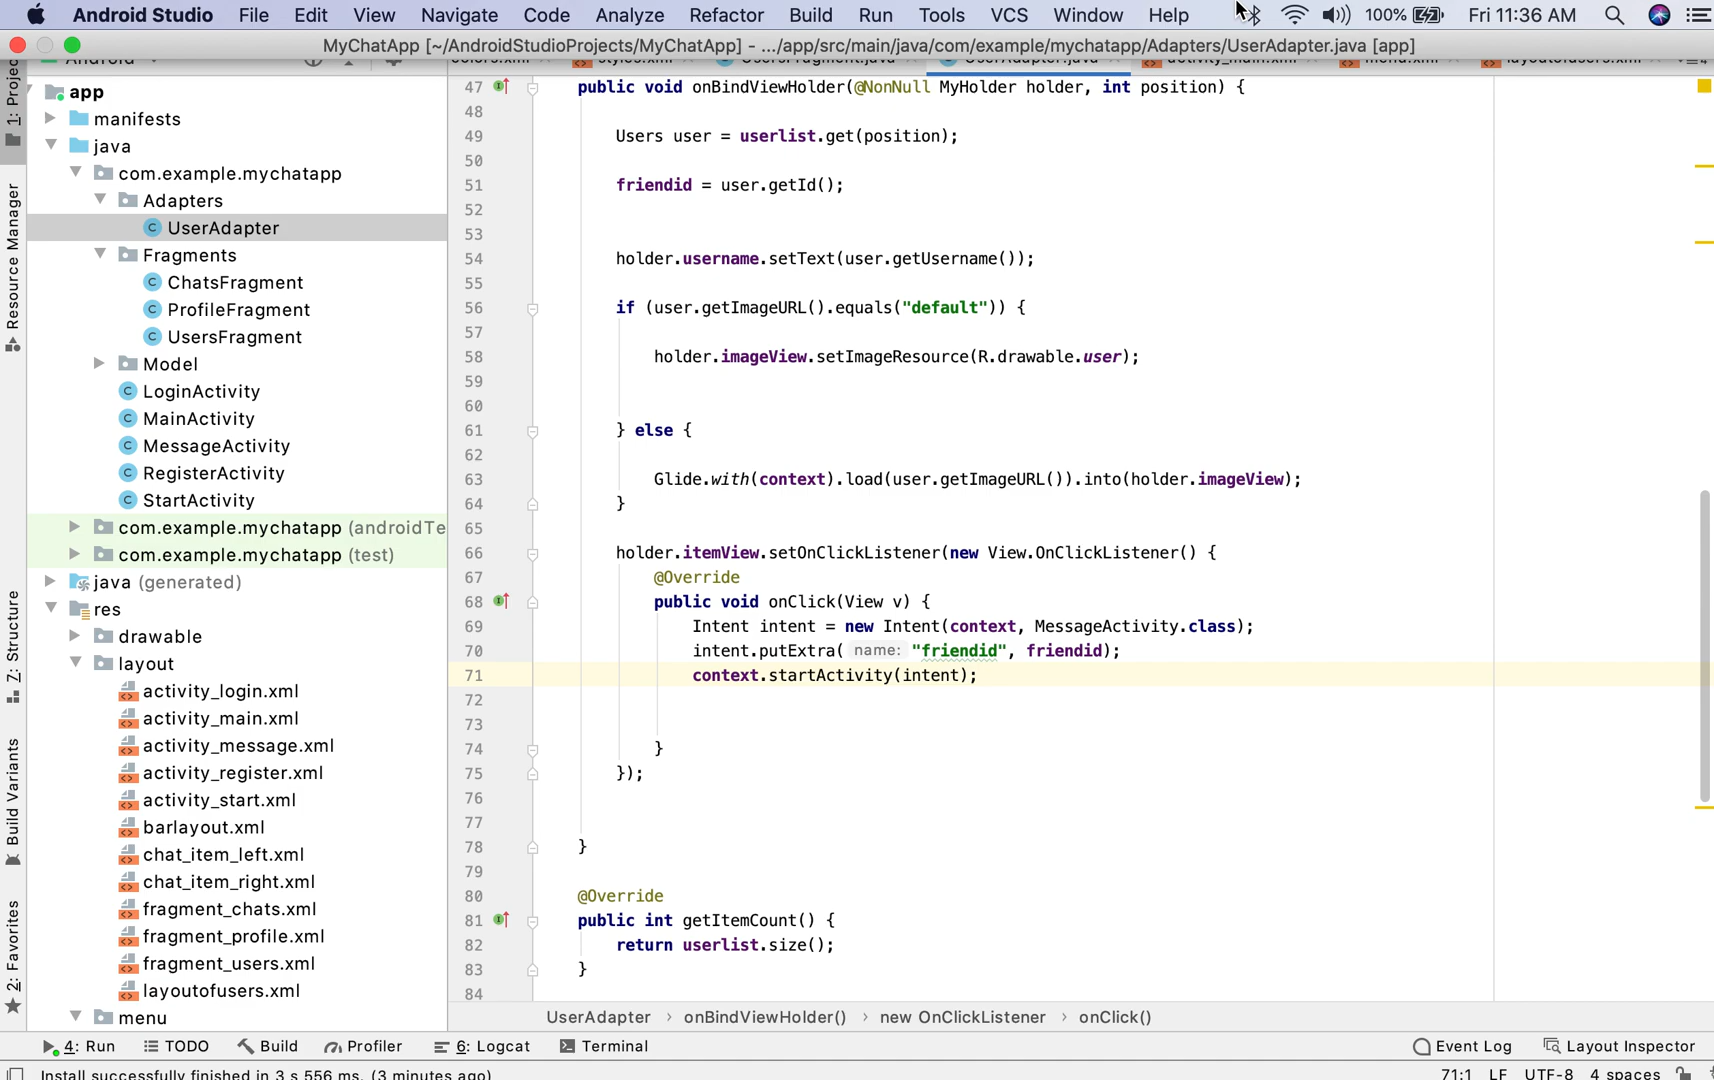 Android Studio File Edit View Navigate Code Analyze Refactor Build Run Tools VCS Window Help 100% Fri 11:36 AM
MyChatApp [~/AndroidStudioProjects/MyChatApp] - .../app/src/main/java/com/example/mychatapp/Adapters/UserAdapter.java [app]
1: Project
Resource Manager
7: Structure
Build Variants
2: Favorites
app
manifests
java
com.example.mychatapp
Adapters
UserAdapter
Fragments
ChatsFragment
ProfileFragment
UsersFragment
Model
LoginActivity
MainActivity
MessageActivity
RegisterActivity
StartActivity
com.example.mychatapp (androidTe
com.example.mychatapp (test)
java (generated)
res
drawable
layout
activity_login.xml
activity_main.xml
activity_message.xml
activity_register.xml
activity_start.xml
barlayout.xml
chat_item_left.xml
chat_item_right.xml
fragment_chats.xml
fragment_profile.xml
fragment_users.xml
layoutofusers.xml
menu
47 public void onBindViewHolder(@NonNull MyHolder holder, int position) {
48
49 Users user = userlist.get(position);
50
51 friendid = user.getId();
52
53
54 holder.username.setText(user.getUsername());
55
56 if (user.getImageURL().equals("default")) {
57
58 holder.imageView.setImageResource(R.drawable.user);
59
60
61 } else {
62
63 Glide.with(context).load(user.getImageURL()).into(holder.imageView);
64 }
65
66 holder.itemView.setOnClickListener(new View.OnClickListener() {
67 @Override
68 public void onClick(View v) {
69 Intent intent = new Intent(context, MessageActivity.class);
70 intent.putExtra( name: "friendid", friendid);
71 context.startActivity(intent);
72
73
74 }
75 });
76
77
78 }
79
80 @Override
81 public int getItemCount() {
82 return userlist.size();
83 }
84
UserAdapter › onBindViewHolder() › new OnClickListener › onClick()
4: Run TODO Build Profiler 6: Logcat Terminal Event Log Layout Inspector
Install successfully finished in 3 s 556 ms. (3 minutes ago) 71:1 LF UTF-8 4 spaces